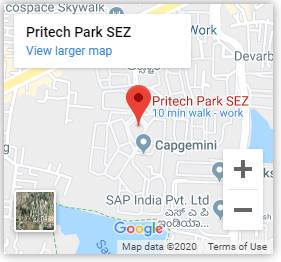 cospace Skywalk
Pritech Park SEZ
View larger map
Devarb
Pritech Park SEZ
10 min walk - work
Capgemini
SAP India Pvt. Ltd
ಎಸ್ ಎ ಪಿ
+
−
Google
Map data ©2020 Terms of Use